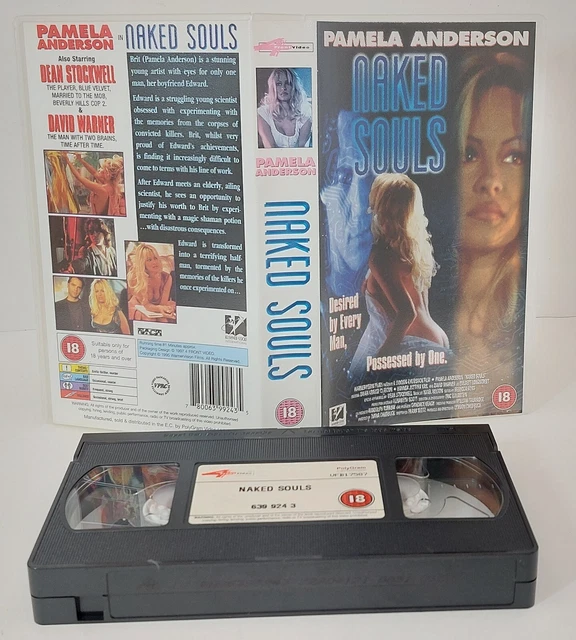 PAMELA
ANDERSON
IN NAKED SOULS
Also Starring
DEAN STOCKWELL
THE PLAYER, BLUE VELVET,
MARRIED TO THE MOB,
BEVERLY HILLS COP 2.
&
DAVID WARNER
THE MAN WITH TWO BRAINS,
TIME AFTER TIME.
Brit (Pamela Anderson) is a stunning
young artist with eyes for only one
man, her boyfriend Edward.
Edward is a struggling young scientist
obsessed with experimenting with
the memories from the corpses of
convicted killers. Brit, whilst very
proud of Edward's achievements,
is finding it increasingly difficult to
come to terms with his line of work.
After Edward meets an elderly, ailing
scientist, he sees an opportunity to
justify his worth to Brit by experi-
menting with a magic shaman potion
...with disastrous consequences.
Edward is transformed
into a terrifying half-
man, tormented by the
memories of the killers he
once experimented on...
18
Suitable only for
persons of
18 years and over
VPRC
Video
PAMELA
ANDERSON
NAKED SOULS
18
PAMELA ANDERSON
NAKED
SOULS
Desired
by Every
Man,
Possessed by One.
18
PolyGram
NAKED SOULS
639 924 3
18